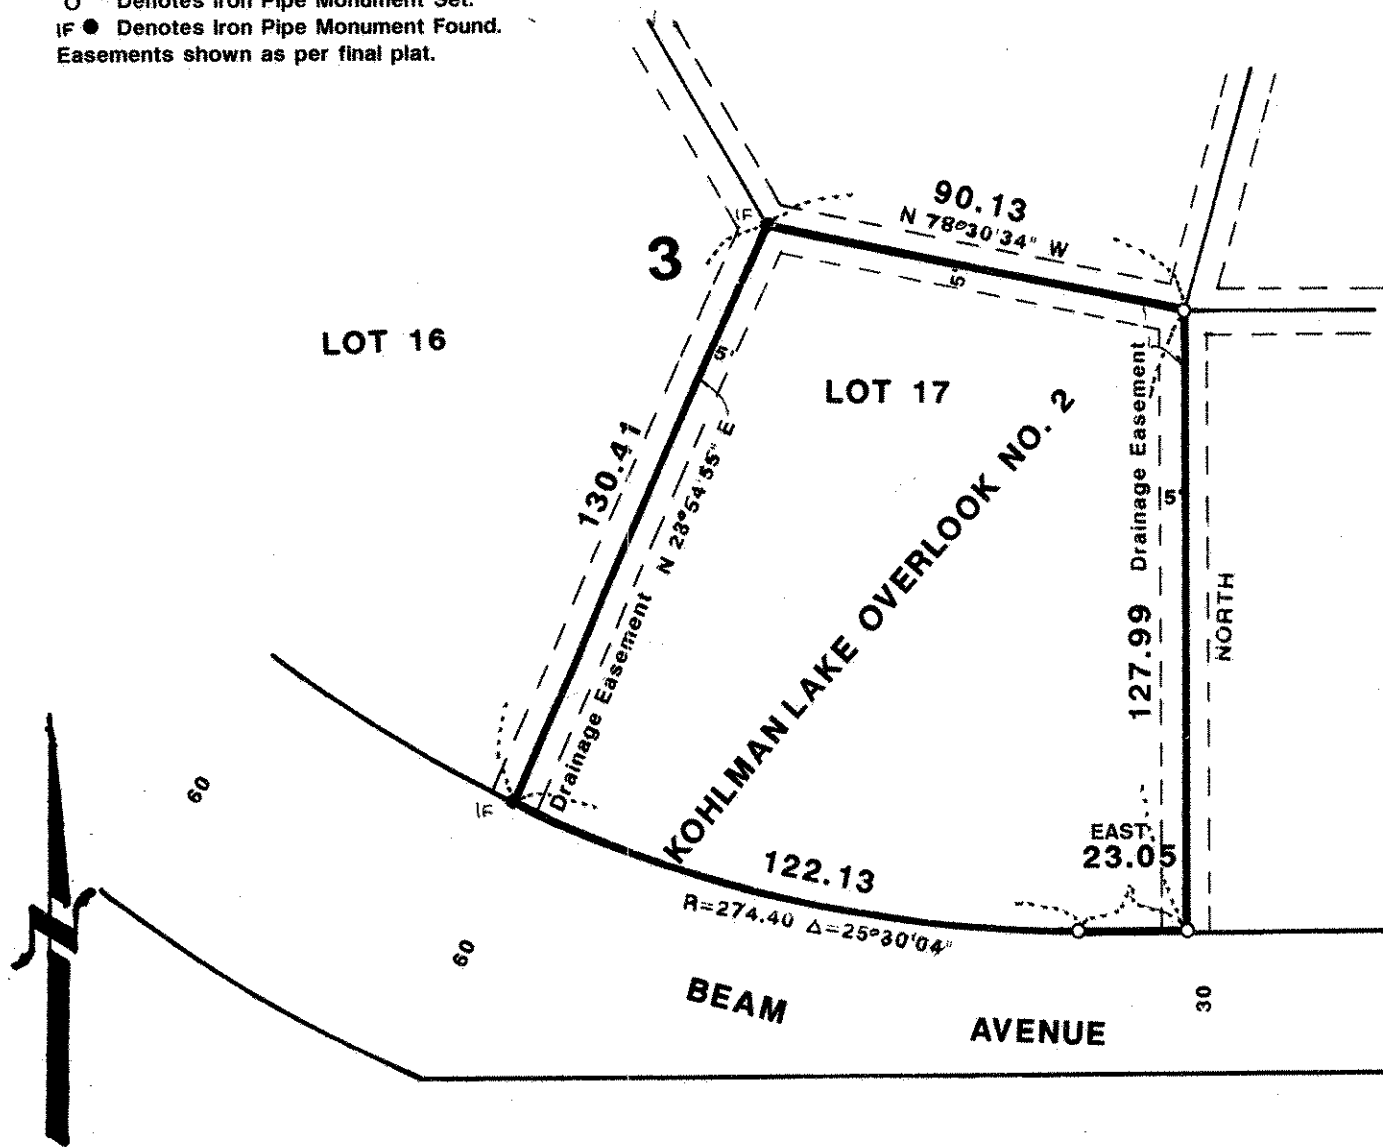 O Denotes Iron Pipe Monument Set.
IF ● Denotes Iron Pipe Monument Found.
Easements shown as per final plat.
90.13
N 78°30'34" W
IF
3
5'
LOT 16
5'
LOT 17
130.41
N 23°54'55" E
Drainage Easement
KOHLMAN LAKE OVERLOOK NO. 2
Drainage Easement
5'
127.99
NORTH
60
IF
EAST
23.05
122.13
R=274.40 Δ=25°30'04"
60
BEAM AVENUE
30